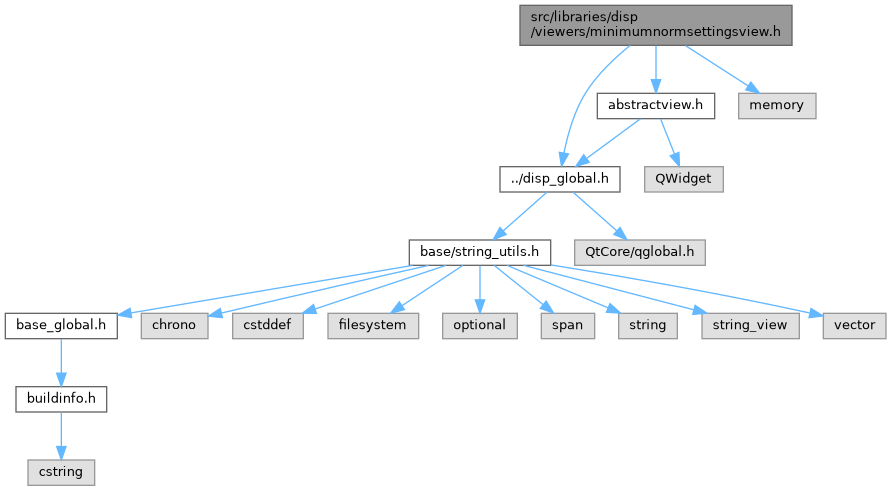 src/libraries/disp
/viewers/minimumnormsettingsview.h
abstractview.h
memory
../disp_global.h
QWidget
base/string_utils.h
QtCore/qglobal.h
base_global.h
chrono
cstddef
filesystem
optional
span
string
string_view
vector
buildinfo.h
cstring